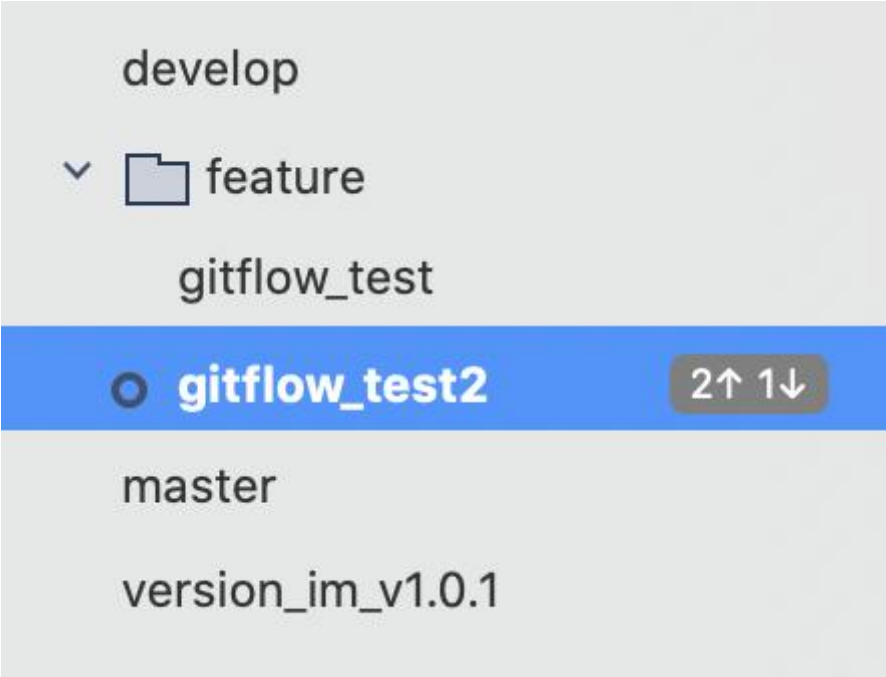 develop
feature
gitflow_test
gitflow_test2 2↑ 1↓
master
version_im_v1.0.1